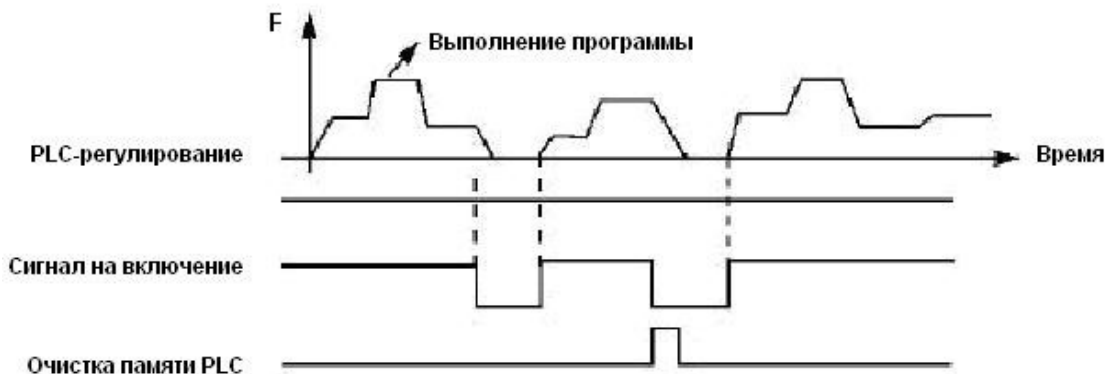 F
Выполнение программы
PLC-регулирование
Время
Сигнал на включение
Очистка памяти PLC